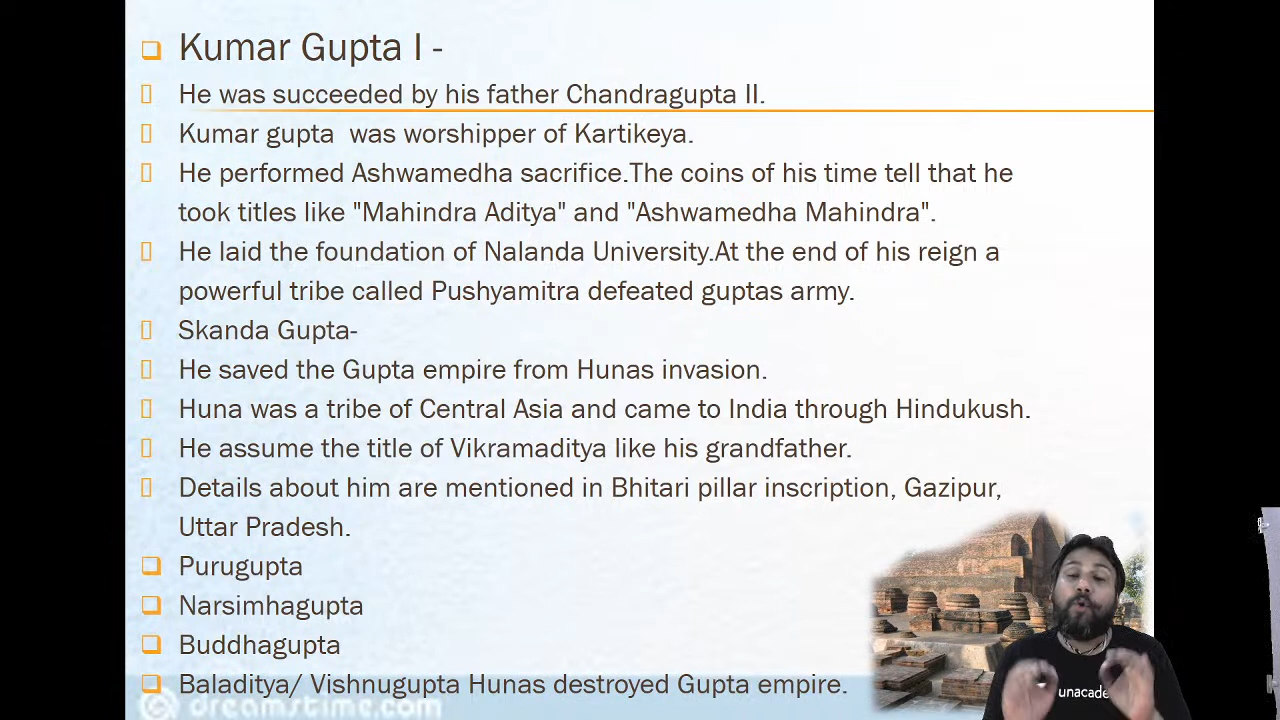 Kumar Gupta I -
He was succeeded by his father Chandragupta II.
Kumar gupta was worshipper of Kartikeya.
He performed Ashwamedha sacrifice.The coins of his time tell that he
took titles like "Mahindra Aditya" and "Ashwamedha Mahindra".
He laid the foundation of Nalanda University.At the end of his reign a
powerful tribe called Pushyamitra defeated guptas army.
Skanda Gupta-
He saved the Gupta empire from Hunas invasion.
Huna was a tribe of Central Asia and came to India through Hindukush.
He assume the title of Vikramaditya like his grandfather.
Details about him are mentioned in Bhitari pillar inscription, Gazipur,
Uttar Pradesh.
Purugupta
Narsimhagupta
Buddhagupta
Baladitya/ Vishnugupta Hunas destroyed Gupta empire.
dreamstime.com
unacade